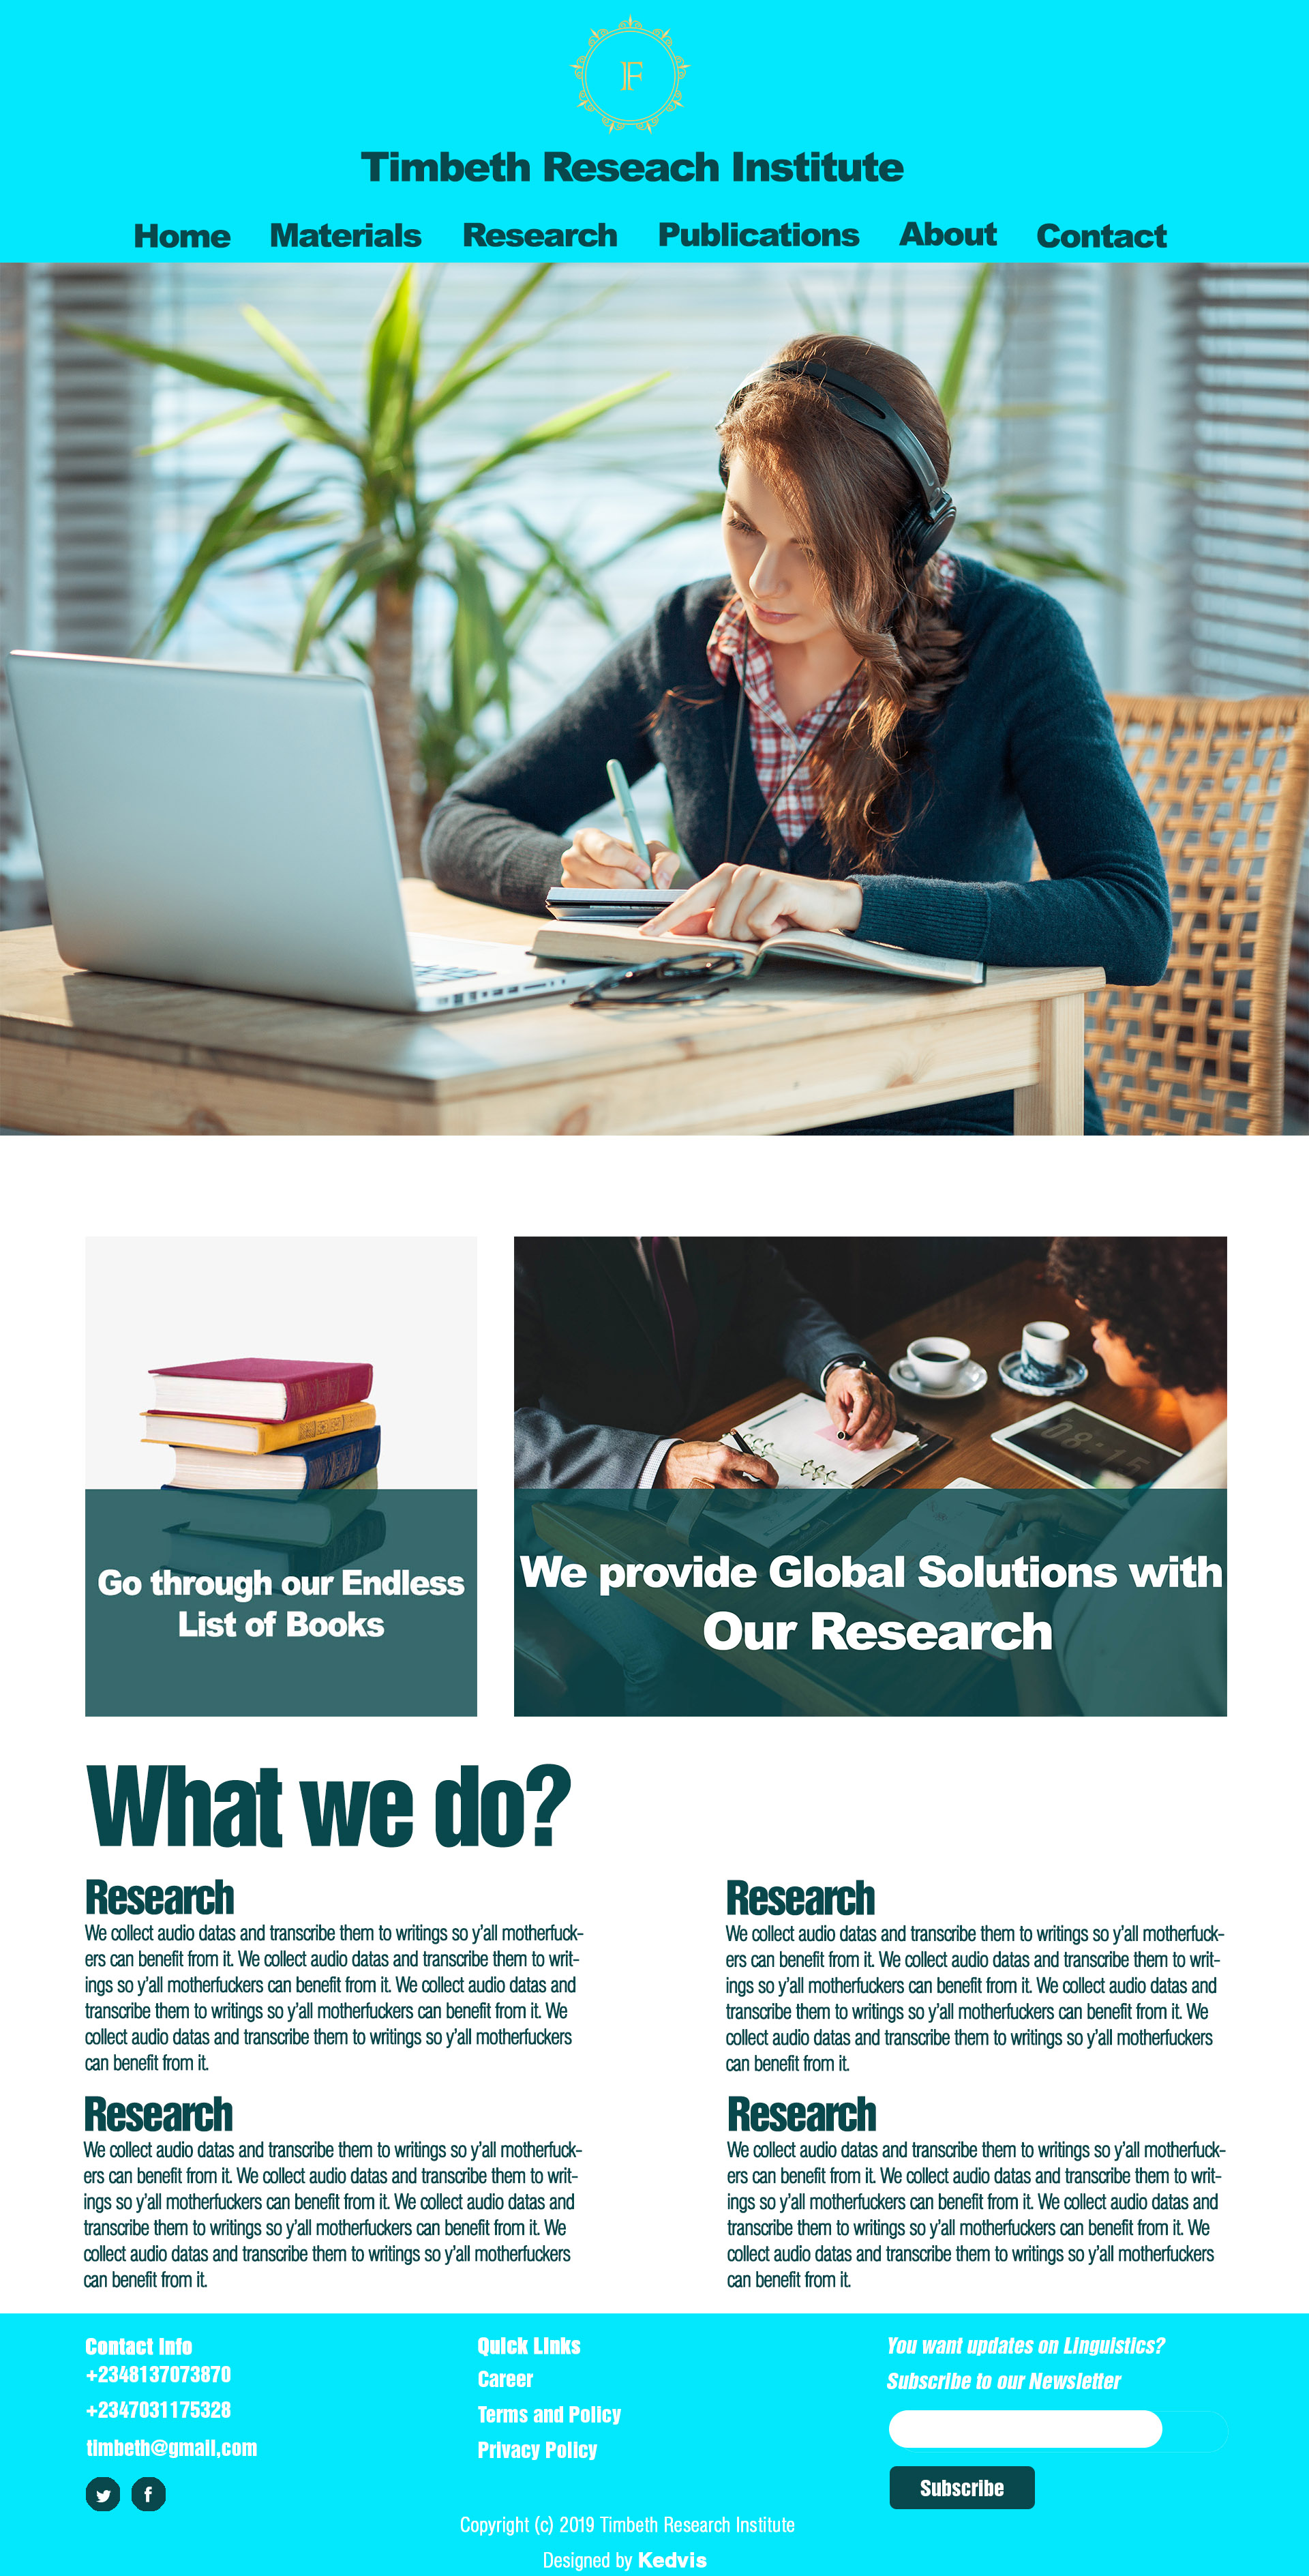 F
Timbeth Reseach Institute
Home Materials Research Publications About Contact
08:15
Go through our Endless
List of Books
We provide Global Solutions with
Our Research
What we do?
Research
We collect audio datas and transcribe them to writings so y'all motherfuck-
ers can benefit from it. We collect audio datas and transcribe them to writ-
ings so y'all motherfuckers can benefit from it. We collect audio datas and
transcribe them to writings so y'all motherfuckers can benefit from it. We
collect audio datas and transcribe them to writings so y'all motherfuckers
can benefit from it.
Research
We collect audio datas and transcribe them to writings so y'all motherfuck-
ers can benefit from it. We collect audio datas and transcribe them to writ-
ings so y'all motherfuckers can benefit from it. We collect audio datas and
transcribe them to writings so y'all motherfuckers can benefit from it. We
collect audio datas and transcribe them to writings so y'all motherfuckers
can benefit from it.
Research
We collect audio datas and transcribe them to writings so y'all motherfuck-
ers can benefit from it. We collect audio datas and transcribe them to writ-
ings so y'all motherfuckers can benefit from it. We collect audio datas and
transcribe them to writings so y'all motherfuckers can benefit from it. We
collect audio datas and transcribe them to writings so y'all motherfuckers
can benefit from it.
Research
We collect audio datas and transcribe them to writings so y'all motherfuck-
ers can benefit from it. We collect audio datas and transcribe them to writ-
ings so y'all motherfuckers can benefit from it. We collect audio datas and
transcribe them to writings so y'all motherfuckers can benefit from it. We
collect audio datas and transcribe them to writings so y'all motherfuckers
can benefit from it.
Contact Info
+2348137073870
+2347031175328
timbeth@gmail,com
Quick Links
Career
Terms and Policy
Privacy Policy
You want updates on Linguistics?
Subscribe to our Newsletter
Subscribe
Copyright (c) 2019 Timbeth Research Institute
Designed by Kedvis